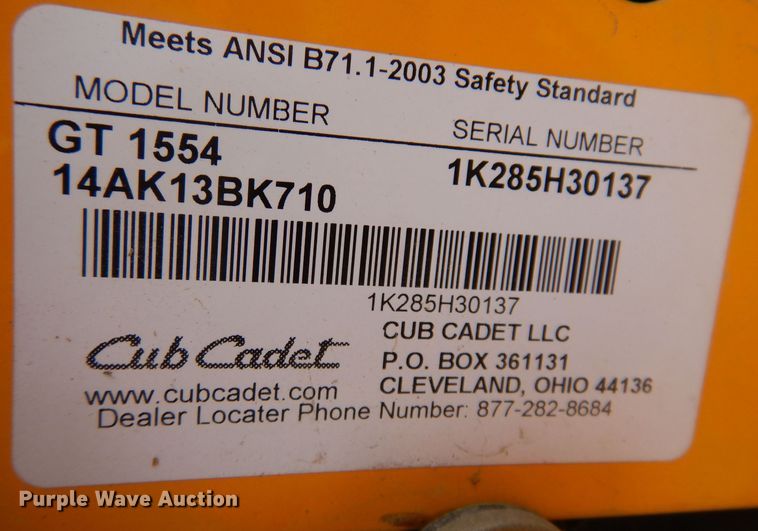 Meets ANSI B71.1-2003 Safety Standard
MODEL NUMBER SERIAL NUMBER
GT 1554
14AK13BK710 1K285H30137
1K285H30137
Cub Cadet CUB CADET LLC
P.O. BOX 361131
www.cubcadet.com CLEVELAND, OHIO 44136
Dealer Locater Phone Number: 877-282-8684
Purple Wave Auction